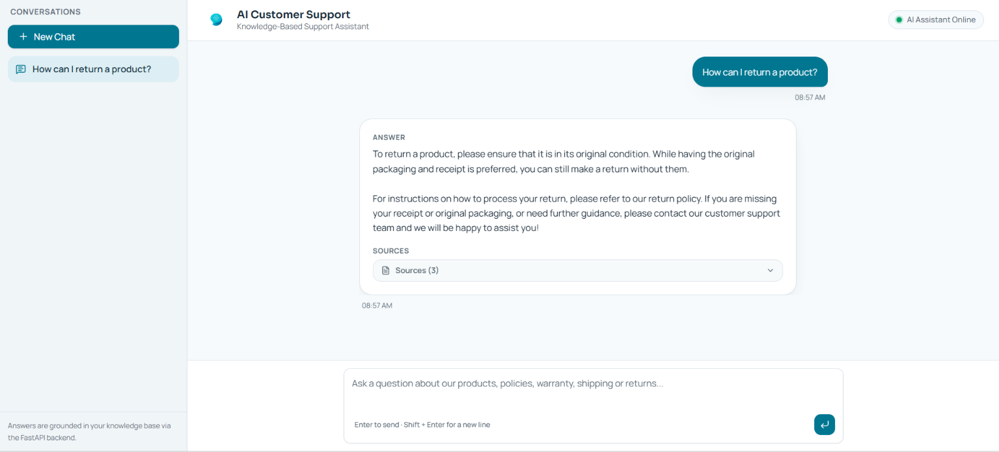 CONVERSATIONS
+ New Chat
How can I return a product?
Answers are grounded in your knowledge base via
the FastAPI backend.
AI Customer Support
Knowledge-Based Support Assistant
AI Assistant Online
How can I return a product?
08:57 AM
ANSWER
To return a product, please ensure that it is in its original condition. While having the original
packaging and receipt is preferred, you can still make a return without them.
For instructions on how to process your return, please refer to our return policy. If you are missing
your receipt or original packaging, or need further guidance, please contact our customer support
team and we will be happy to assist you!
SOURCES
Sources (3)
08:57 AM
Ask a question about our products, policies, warranty, shipping or returns...
Enter to send · Shift + Enter for a new line